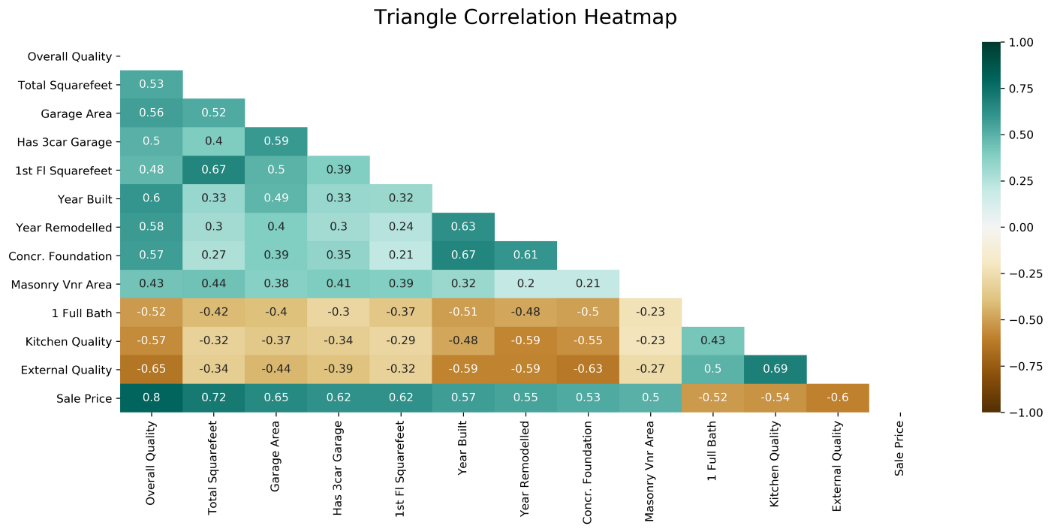 Triangle Correlation Heatmap
Overall Quality
1.00
Total Squarefeet 0.53
0.75
Garage Area 0.56 0.52
Has 3car Garage 0.5 0.4 0.59
0.50
1st Fl Squarefeet 0.48 0.67 0.5 0.39
Year Built 0.6 0.33 0.49 0.33 0.32
0.25
Year Remodelled 0.58 0.3 0.4 0.3 0.24 0.63
0.00
Concr. Foundation 0.57 0.27 0.39 0.35 0.21 0.67 0.61
Masonry Vnr Area 0.43 0.44 0.38 0.41 0.39 0.32 0.2 0.21
−0.25
1 Full Bath -0.52 -0.42 -0.4 -0.3 -0.37 -0.51 -0.48 -0.5 -0.23
−0.50
Kitchen Quality -0.57 -0.32 -0.37 -0.34 -0.29 -0.48 -0.59 -0.55 -0.23 0.43
External Quality -0.65 -0.34 -0.44 -0.39 -0.32 -0.59 -0.59 -0.63 -0.27 0.5 0.69
−0.75
Sale Price 0.8 0.72 0.65 0.62 0.62 0.57 0.55 0.53 0.5 -0.52 -0.54 -0.6
−1.00
Overall Quality
Total Squarefeet
Garage Area
Has 3car Garage
1st Fl Squarefeet
Year Built
Year Remodelled
Concr. Foundation
Masonry Vnr Area
1 Full Bath
Kitchen Quality
External Quality
Sale Price